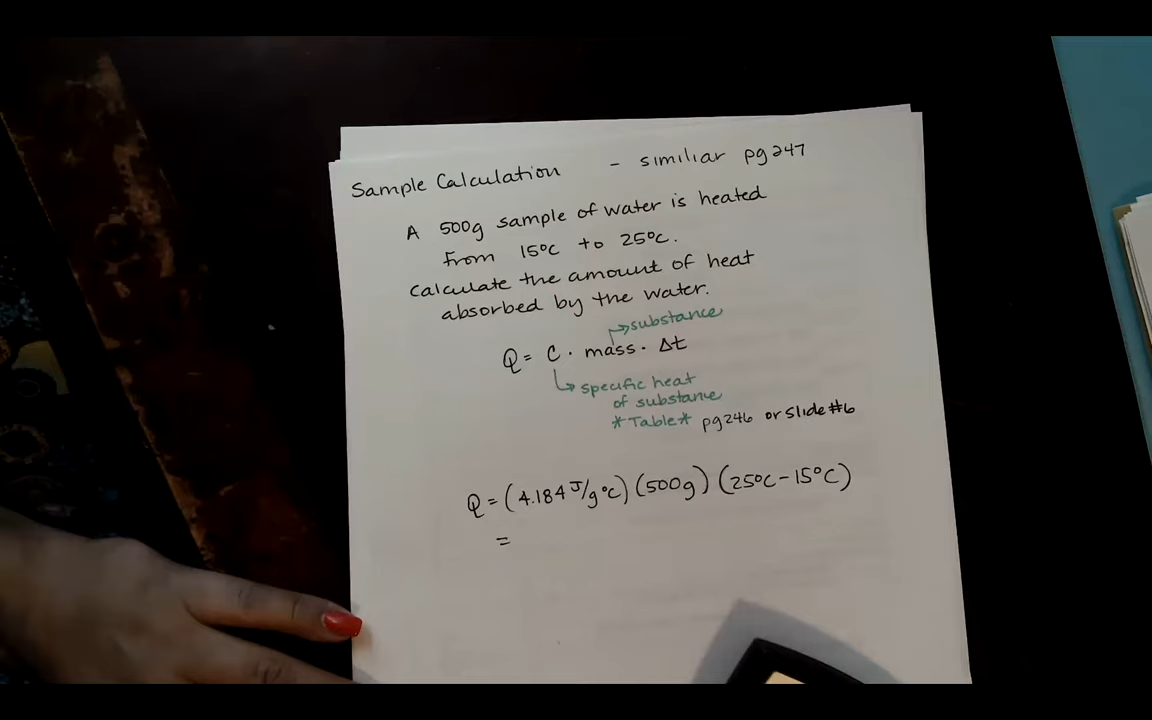 Sample Calculation - similiar pg247
A 500g sample of water is heated
from 15°C to 25°C.
Calculate the amount of heat
absorbed by the water.
→substance
Q = C · mass · Δt
↳ specific heat
of substance
*Table* pg246 or Slide #6
Q = (4.184 J/g°C) (500g) (25°C - 15°C)
=